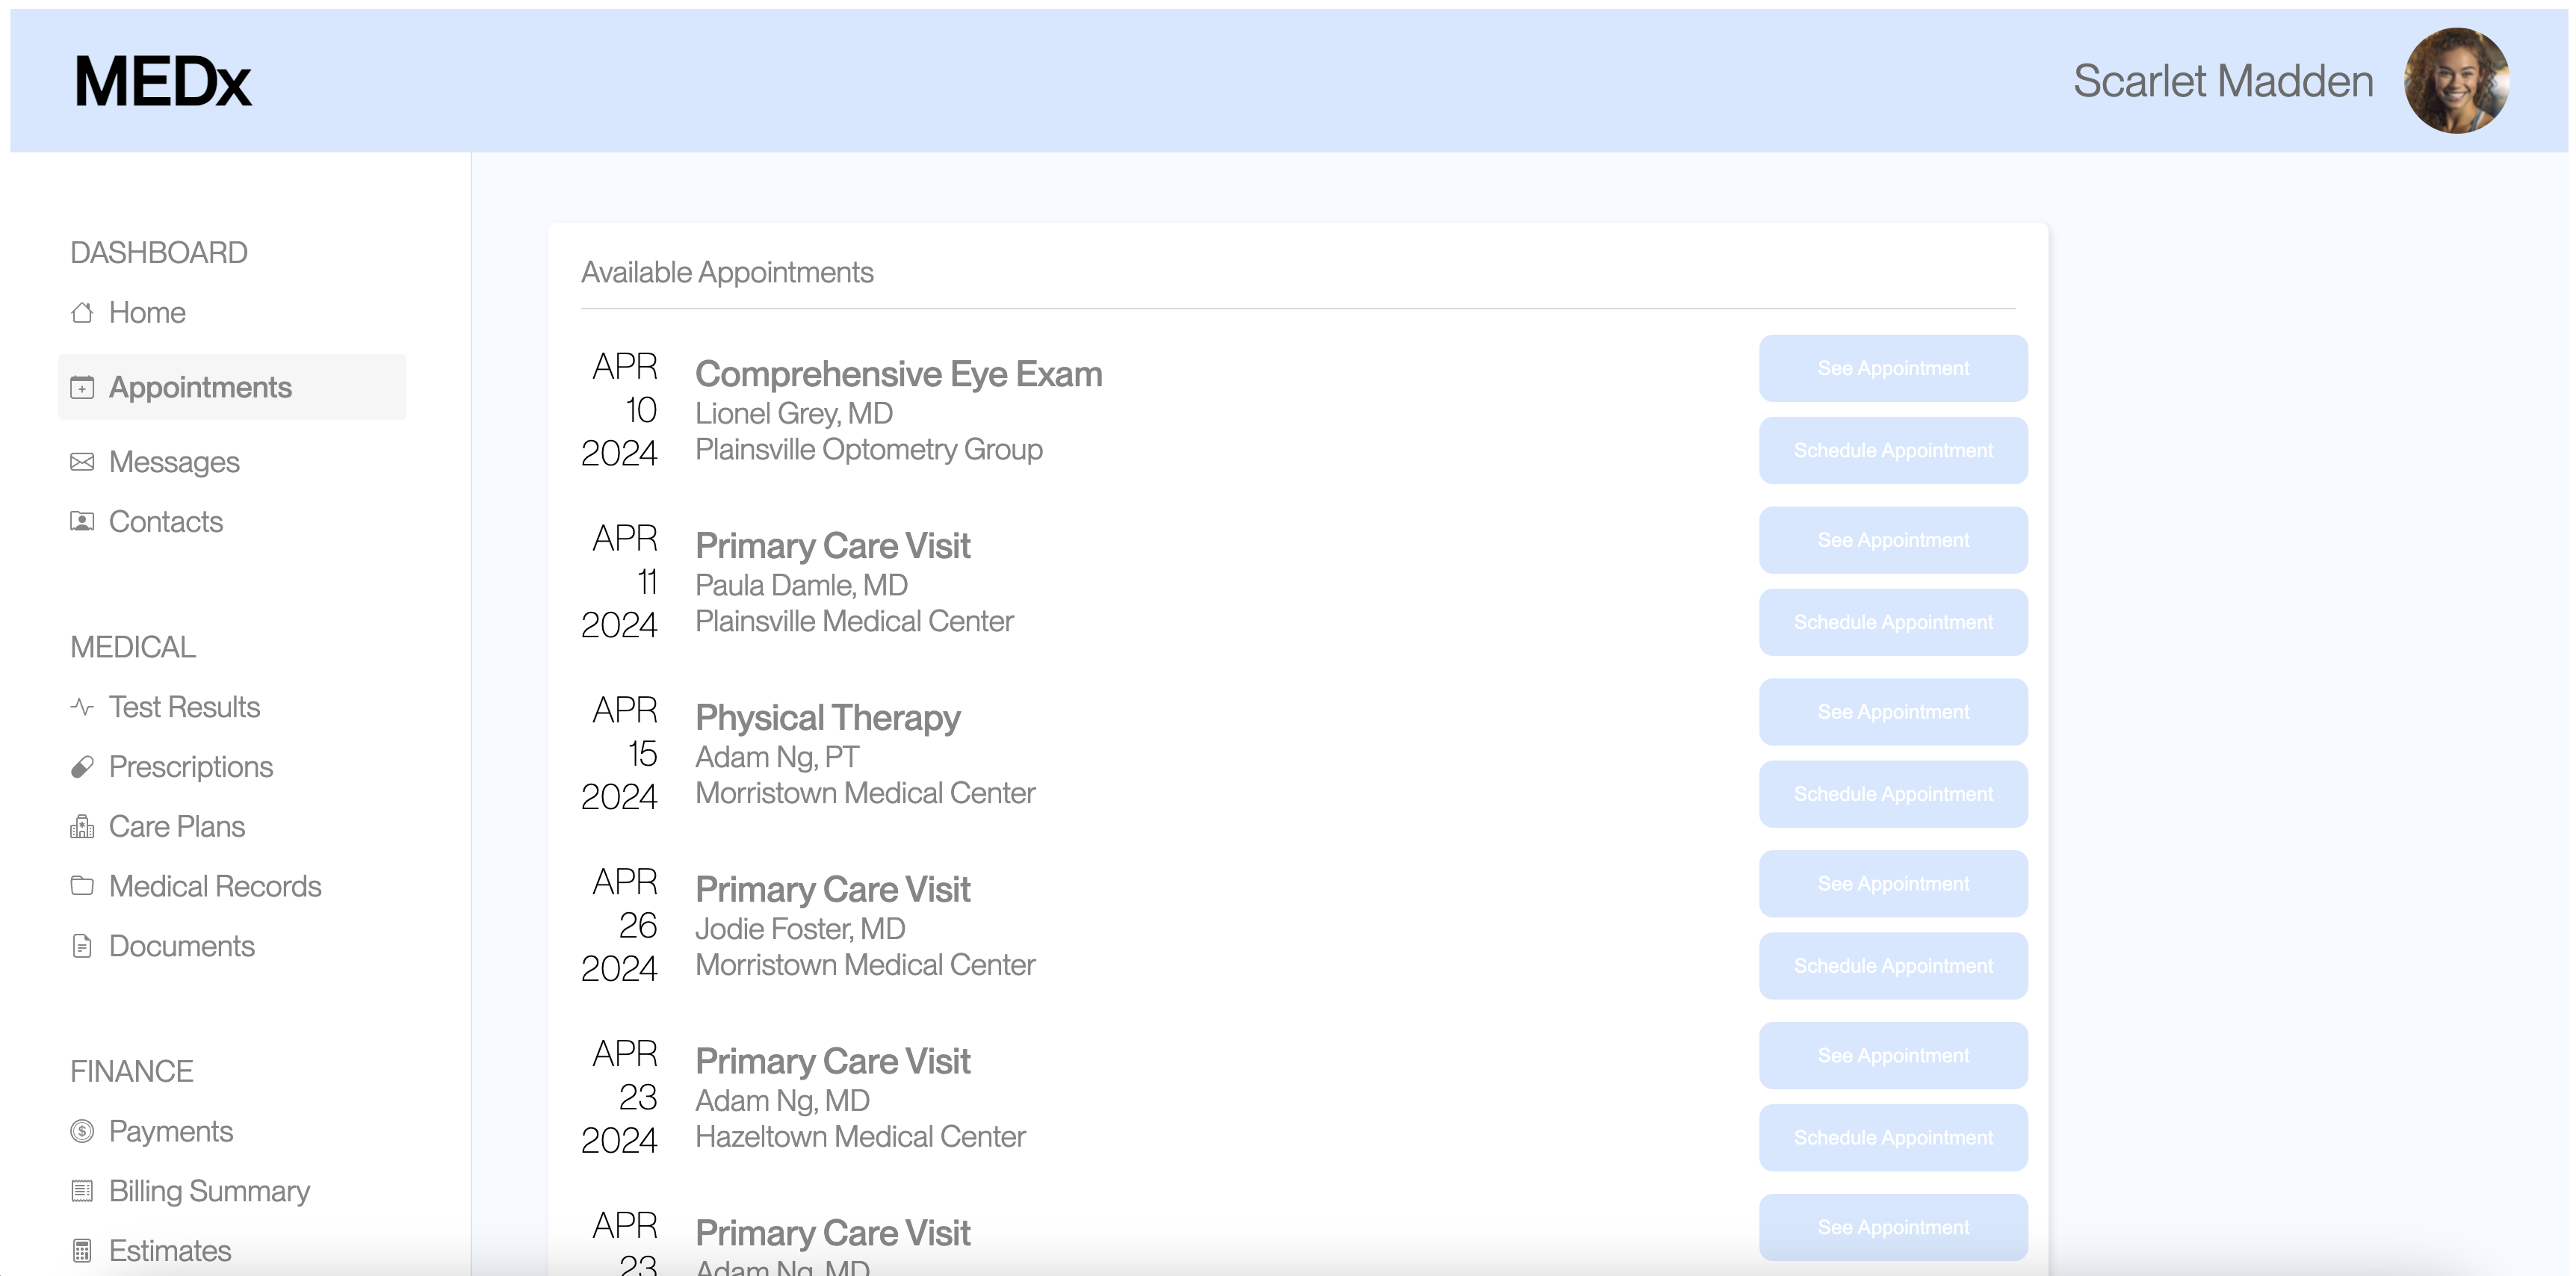 MEDx
Scarlet Madden
DASHBOARD
Home
Appointments
Messages
Contacts
MEDICAL
Test Results
Prescriptions
Care Plans
Medical Records
Documents
FINANCE
Payments
Billing Summary
Estimates
Available Appointments
APR
10
2024
Comprehensive Eye Exam
Lionel Grey, MD
Plainsville Optometry Group
See Appointment
Schedule Appointment
APR
11
2024
Primary Care Visit
Paula Damle, MD
Plainsville Medical Center
See Appointment
Schedule Appointment
APR
15
2024
Physical Therapy
Adam Ng, PT
Morristown Medical Center
See Appointment
Schedule Appointment
APR
26
2024
Primary Care Visit
Jodie Foster, MD
Morristown Medical Center
See Appointment
Schedule Appointment
APR
23
2024
Primary Care Visit
Adam Ng, MD
Hazeltown Medical Center
See Appointment
Schedule Appointment
APR
23
Primary Care Visit
Adam Ng, MD
See Appointment